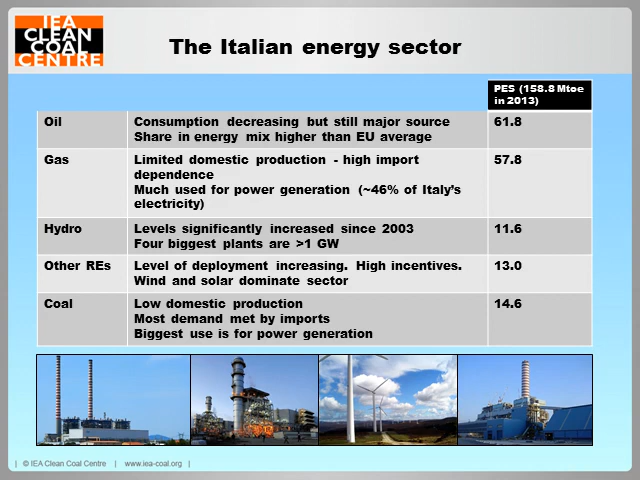 IEA
CLEAN
COAL
CENTRE
The Italian energy sector
PES (158.8 Mtoe
in 2013)
Oil
Consumption decreasing but still major source
Share in energy mix higher than EU average
61.8
Gas
Limited domestic production - high import
dependence
Much used for power generation (~46% of Italy's
electricity)
57.8
Hydro
Levels significantly increased since 2003
Four biggest plants are >1 GW
11.6
Other REs
Level of deployment increasing. High incentives.
Wind and solar dominate sector
13.0
Coal
Low domestic production
Most demand met by imports
Biggest use is for power generation
14.6
| © IEA Clean Coal Centre | www.iea-coal.org |